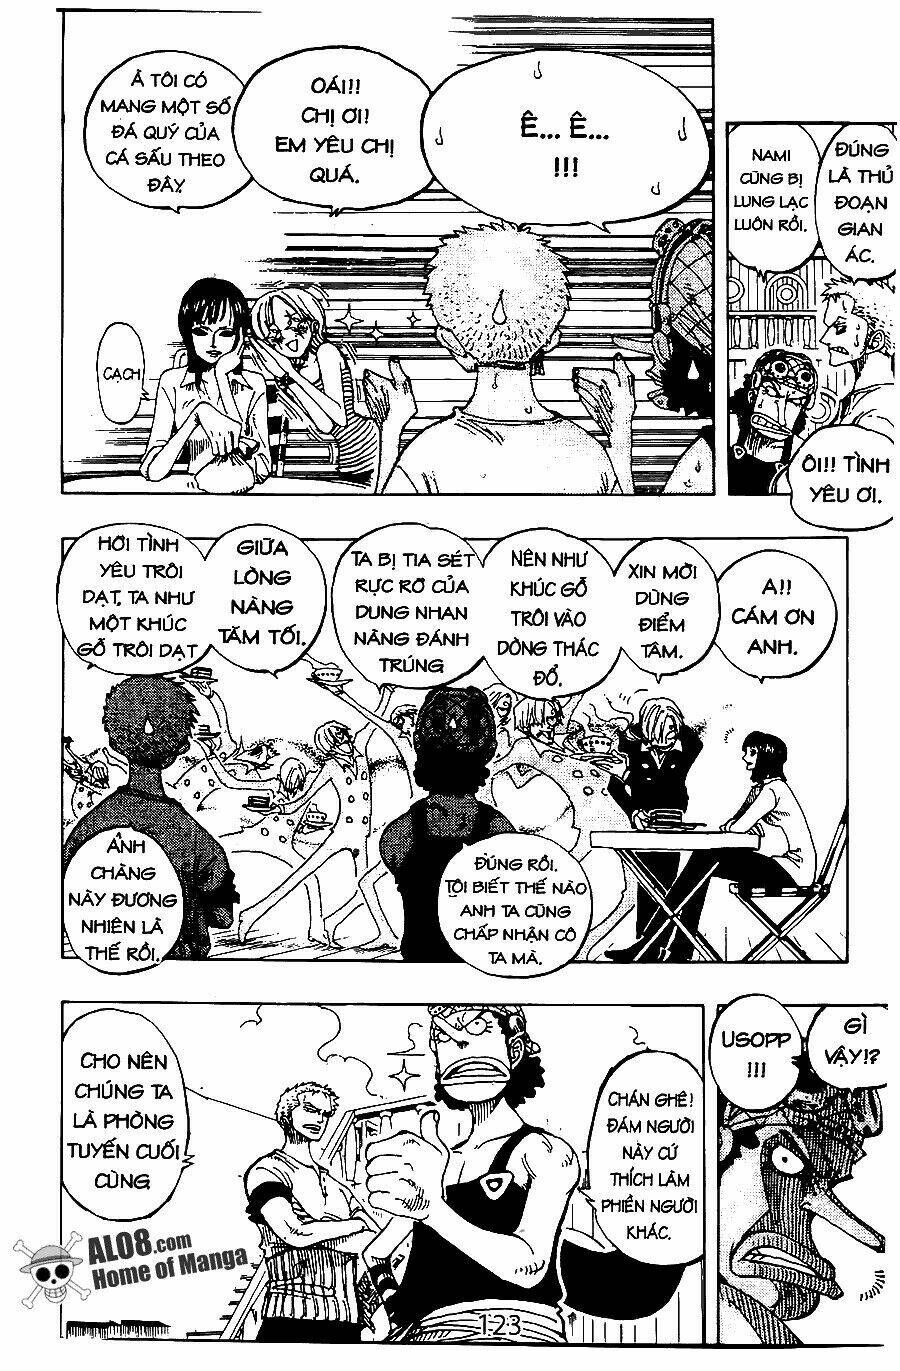 À TÔI CÓ
MANG MỘT SỐ
ĐÁ QUÝ CỦA
CÁ SẤU THEO
ĐÂY.
OÁI!!!
CHỊ ƠI!
EM YÊU CHỊ
QUÁ.
Ê... Ê...
!!!
CẠCH
NAMI
CŨNG BỊ
LUNG LẠC
LUÔN RỒI.
ĐÚNG
LÀ THỦ
ĐOẠN
GIAN
ÁC.
ÔI!! TÌNH
YÊU ƠI.
HỠI TÌNH
YÊU TRÔI
DẠT, TA NHƯ
MỘT KHÚC
GỖ TRÔI DẠT
GIỮA
LÒNG
NÀNG
TĂM TỐI.
TA BỊ TIA SÉT
RỰC RỠ CỦA
DUNG NHAN
NÀNG ĐÁNH
TRÚNG
NÊN NHƯ
KHÚC GỖ
TRÔI VÀO
DÒNG THÁC
ĐỔ.
XIN MỜI
DÙNG
ĐIỂM
TÂM.
A!!
CÁM ƠN
ANH.
ẢNH
CHÀNG
NÀY ĐƯƠNG
NHIÊN LÀ
THẾ RỒI.
ĐÚNG RỒI.
TÔI BIẾT THẾ NÀO
ANH TA CŨNG
CHẤP NHẬN CÔ
TA MÀ.
CHO NÊN
CHÚNG TA
LÀ PHÒNG
TUYẾN CUỐI
CÙNG.
CHÁN GHÊ!
ĐÁM NGƯỜI
NÀY CỨ
THÍCH LÀM
PHIỀN NGƯỜI
KHÁC.
USOPP
!!!
GÌ
VẬY!?
AL08.com
Home of Manga
123